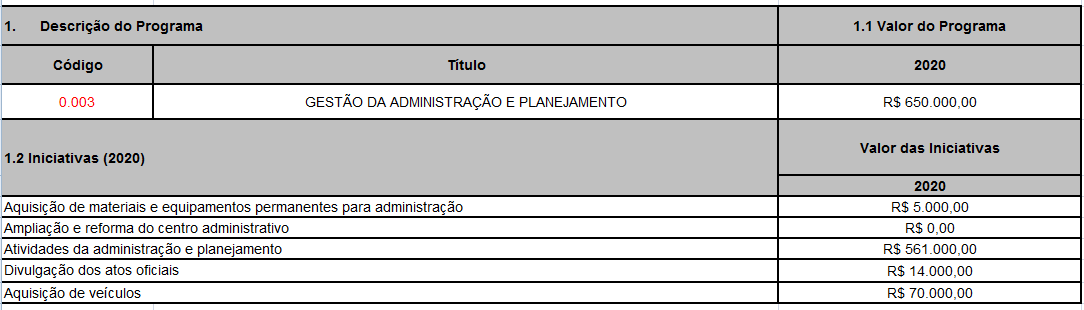 1. Descrição do Programa 1.1 Valor do Programa
Código Título 2020
0.003 GESTÃO DA ADMINISTRAÇÃO E PLANEJAMENTO R$ 650.000,00
1.2 Iniciativas (2020) Valor das Iniciativas
2020
Aquisição de materiais e equipamentos permanentes para administração R$ 5.000,00
Ampliação e reforma do centro administrativo R$ 0,00
Atividades da administração e planejamento R$ 561.000,00
Divulgação dos atos oficiais R$ 14.000,00
Aquisição de veículos R$ 70.000,00